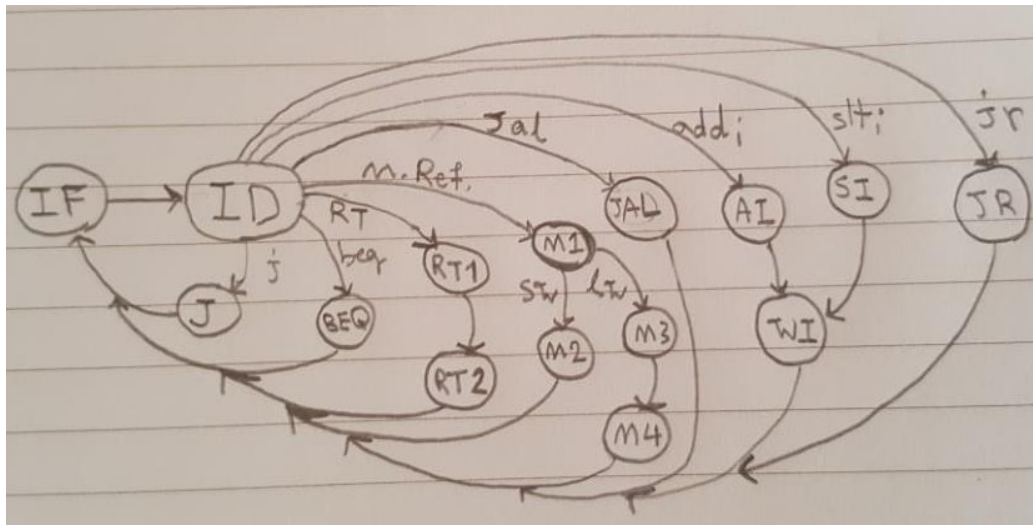 Jal
addi
slti
jr
m.Ref.
IF
ID
RT
beq
j
JAL
AI
SI
JR
M1
RT1
sw
lw
J
BEQ
M2
M3
WI
RT2
M4